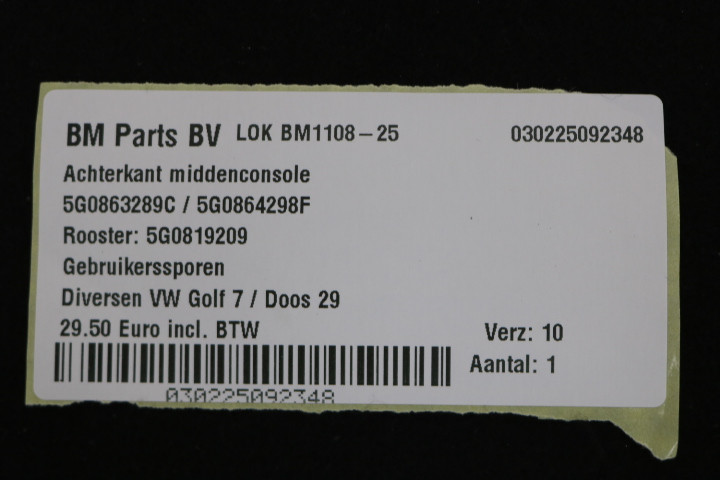 BM Parts BV LOK BM1108-25 030225092348
Achterkant middenconsole
5G0863289C / 5G0864298F
Rooster: 5G0819209
Gebruikerssporen
Diversen VW Golf 7 / Doos 29
29.50 Euro incl. BTW Verz: 10
Aantal: 1
030225092348